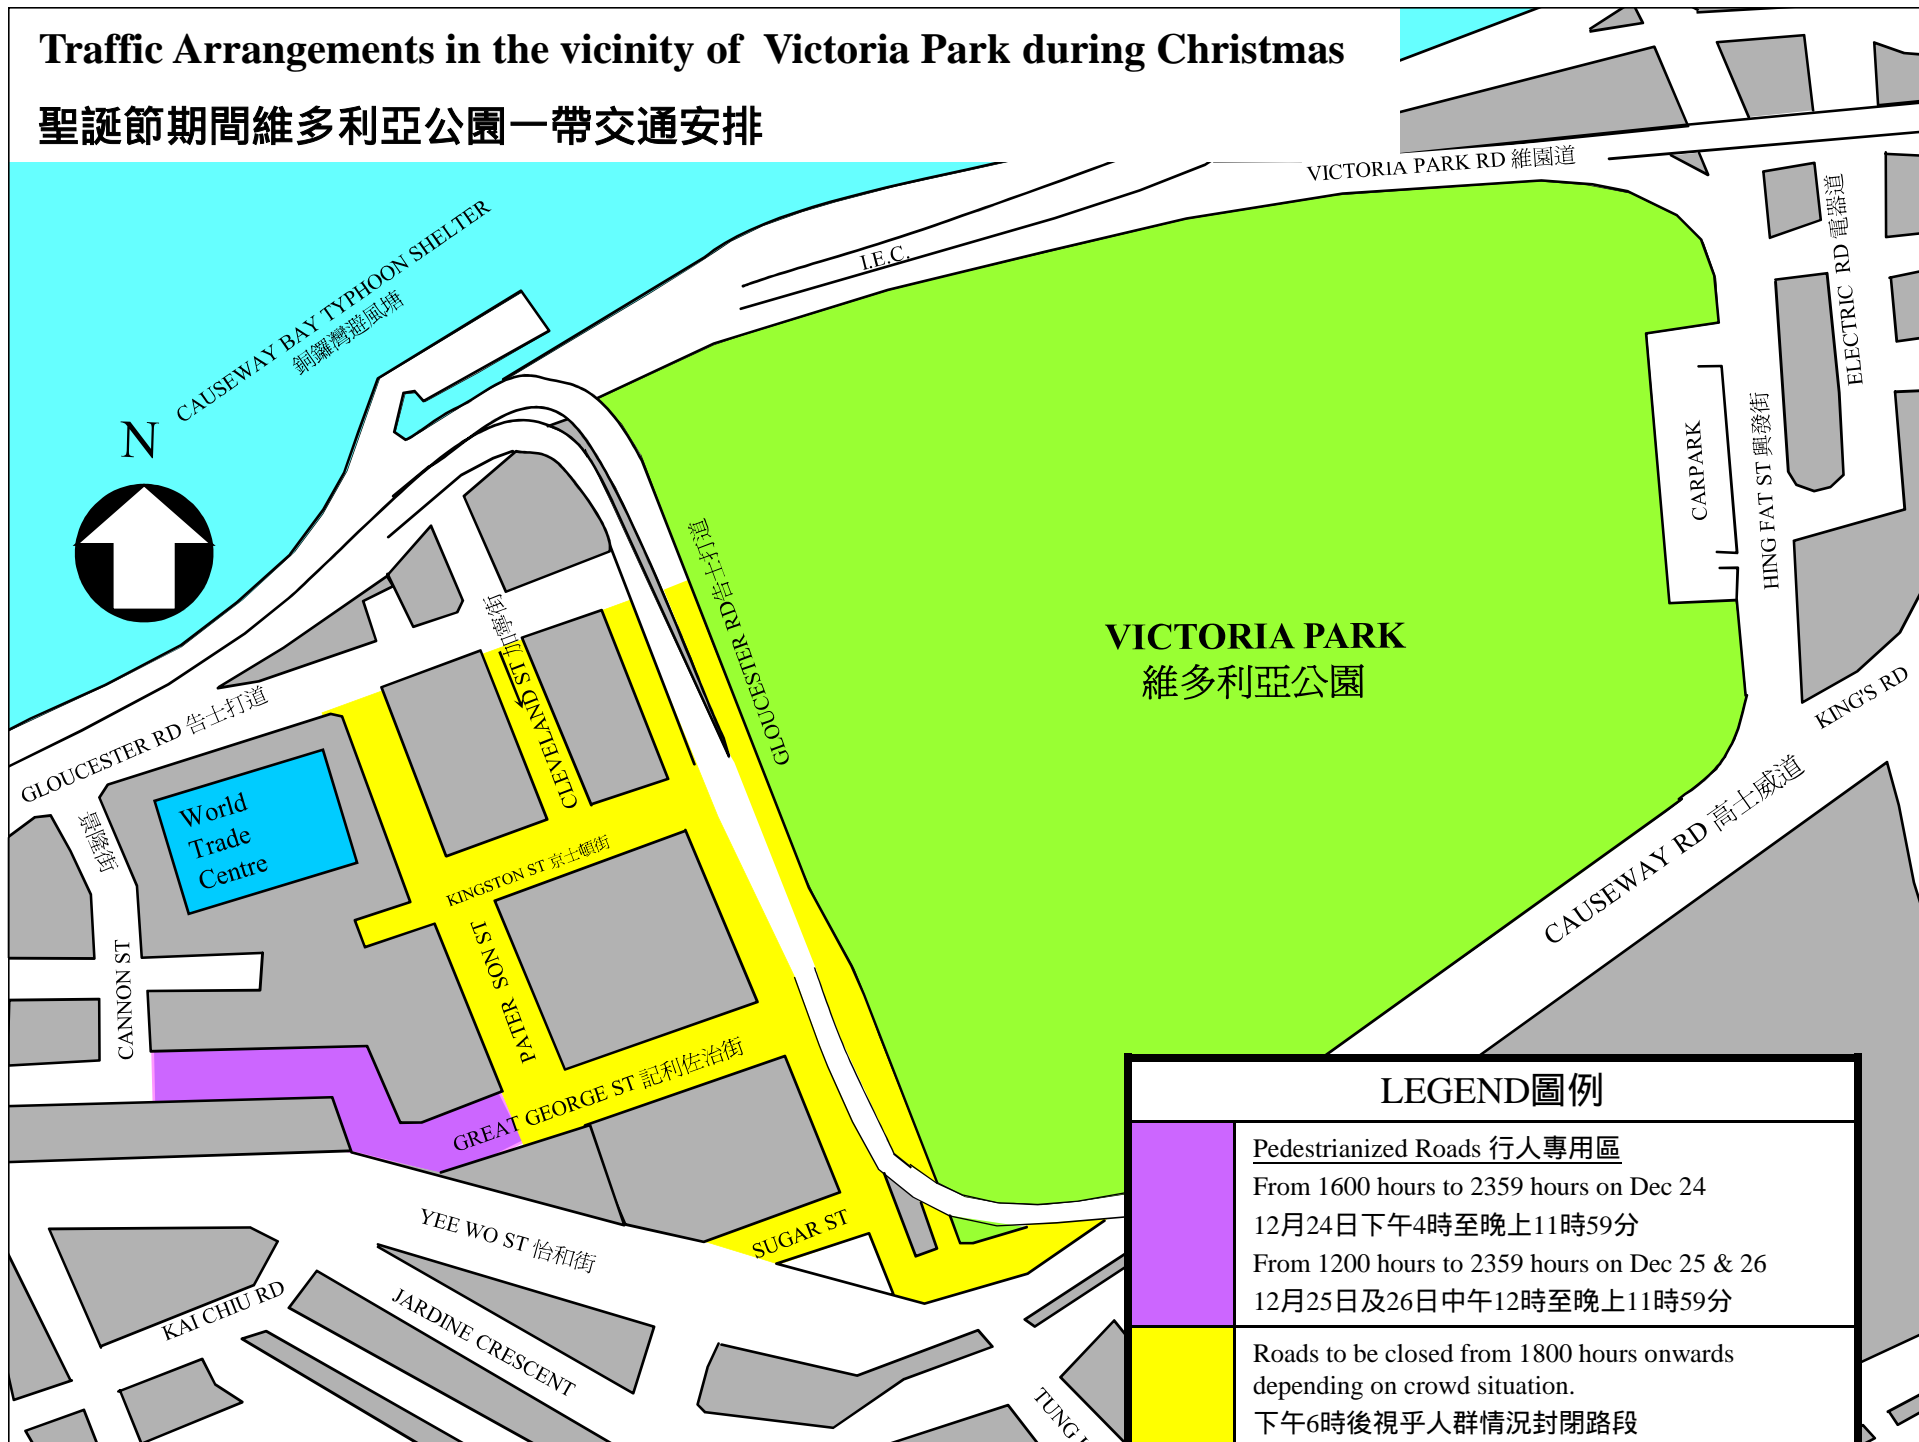 Traffic Arrangements in the vicinity of Victoria Park during Christmas
聖誕節期間維多利亞公園一帶交通安排
VICTORIA PARK RD 維園道
ELECTRIC RD 電器道
I.E.C.
CAUSEWAY BAY TYPHOON SHELTER
銅鑼灣避風塘
N
CARPARK
HING FAT ST 興發街
GLOUCESTER RD 告士打道
CLEVELAND ST 加寧街
VICTORIA PARK
維多利亞公園
KING'S RD
GLOUCESTER RD 告士打道
World
Trade
Centre
景隆街
CANNON ST
KINGSTON ST 京士頓街
PATER SON ST
CAUSEWAY RD 高士威道
GREAT GEORGE ST 記利佐治街
YEE WO ST 怡和街
SUGAR ST
KAI CHIU RD
JARDINE CRESCENT
LEGEND圖例
Pedestrianized Roads 行人專用區
From 1600 hours to 2359 hours on Dec 24
12月24日下午4時至晚上11時59分
From 1200 hours to 2359 hours on Dec 25 & 26
12月25日及26日中午12時至晚上11時59分
Roads to be closed from 1800 hours onwards
depending on crowd situation.
下午6時後視乎人群情況封閉路段
TUNG